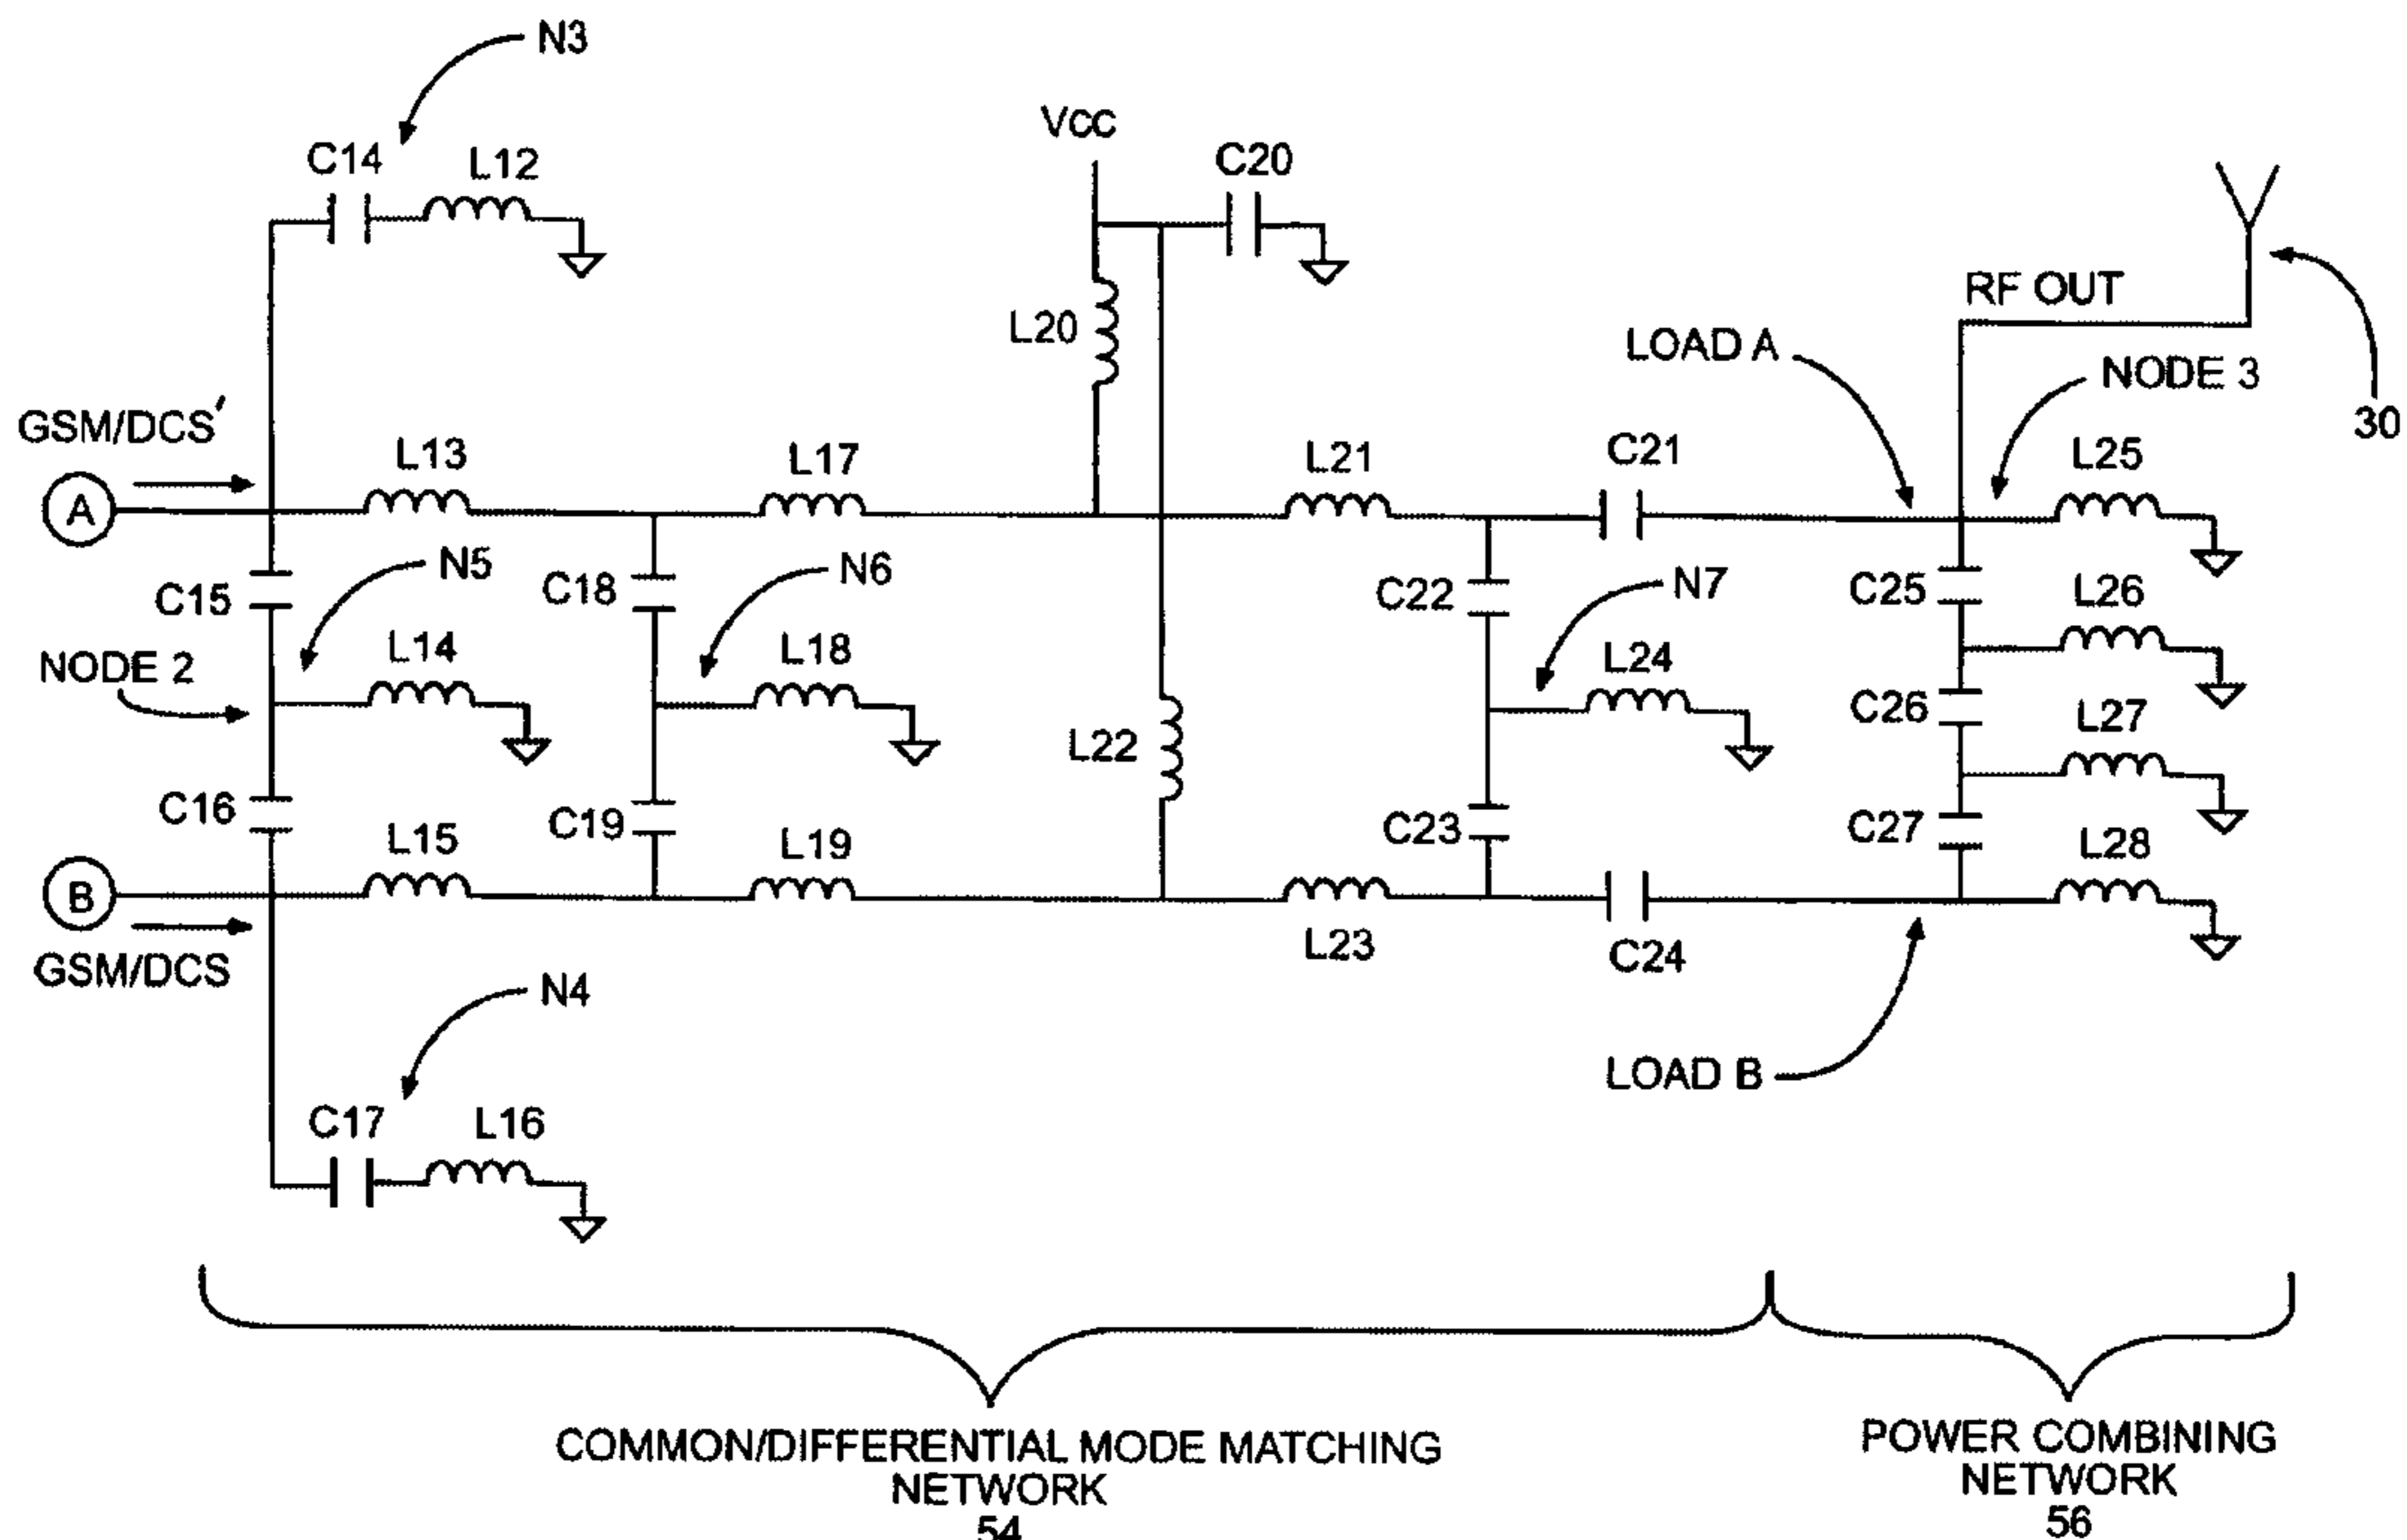 N3
VCC
C14
L12
C20
RF OUT
L20
LOAD A
NODE 3
30
GSM/DCS'
L13
L17
L21
C21
L25
A
N5
N6
N7
C15
C18
C22
C25
L26
NODE 2
L14
L18
L24
C26
L27
L22
C16
C19
C23
C27
L15
L19
L28
B
L23
C24
GSM/DCS
N4
LOAD B
C17
L16
COMMON/DIFFERENTIAL MODE MATCHING
NETWORK
54
POWER COMBINING
NETWORK
56